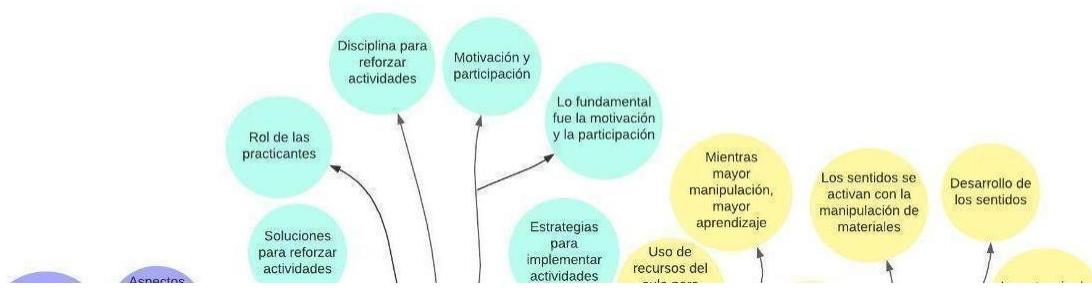 Disciplina para
reforzar
actividades
Motivación y
participación
Lo fundamental
fue la motivación
y la participación
Rol de las
practicantes
Mientras
mayor
manipulación,
mayor
aprendizaje
Los sentidos se
activan con la
manipulación de
materiales
Desarrollo de
los sentidos
Soluciones
para reforzar
actividades
Estrategias
para
implementar
actividades
Uso de
recursos del
Aspectos